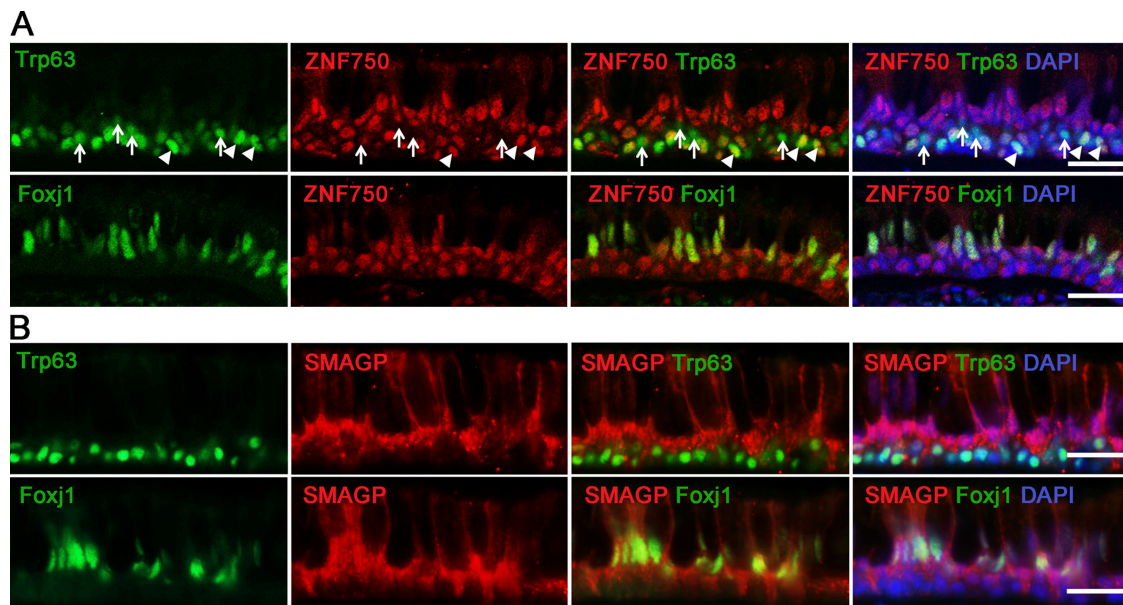 A
Trp63 ZNF750 ZNF750 Trp63 ZNF750 Trp63 DAPI
Foxj1 ZNF750 ZNF750 Foxj1 ZNF750 Foxj1 DAPI
B
Trp63 SMAGP SMAGP Trp63 SMAGP Trp63 DAPI
Foxj1 SMAGP SMAGP Foxj1 SMAGP Foxj1 DAPI